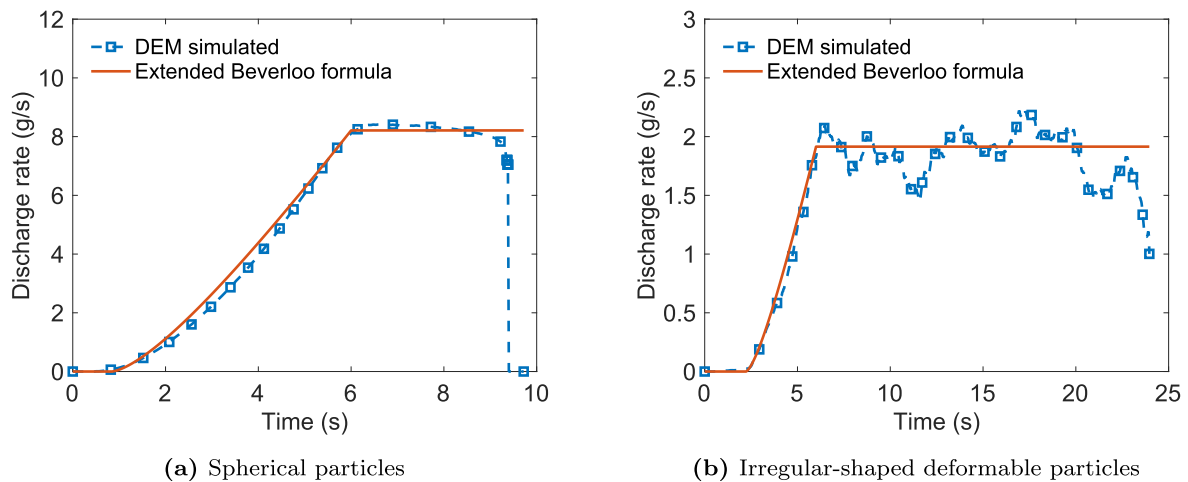 12
10
8
6
4
2
0
Discharge rate (g/s)
DEM simulated
Extended Beverloo formula
0 2 4 6 8 10
Time (s)
(a) Spherical particles
3
2.5
2
1.5
1
0.5
0
Discharge rate (g/s)
DEM simulated
Extended Beverloo formula
0 5 10 15 20 25
Time (s)
(b) Irregular-shaped deformable particles